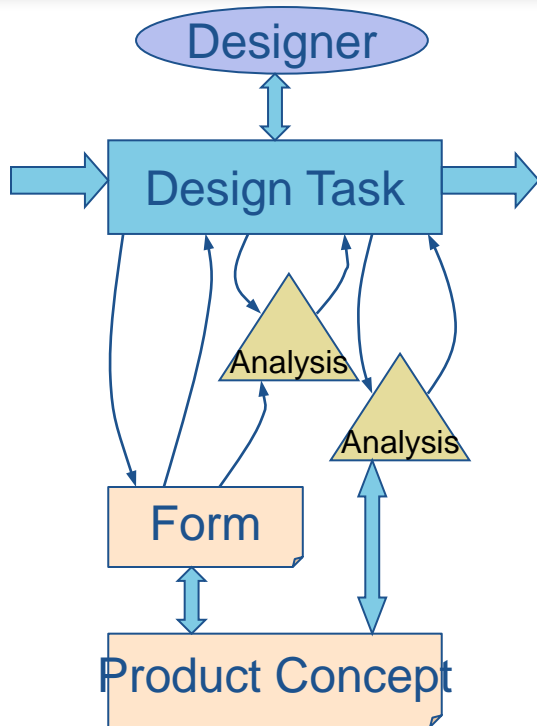 Designer
Design Task
Analysis
Analysis
Form
Product Concept